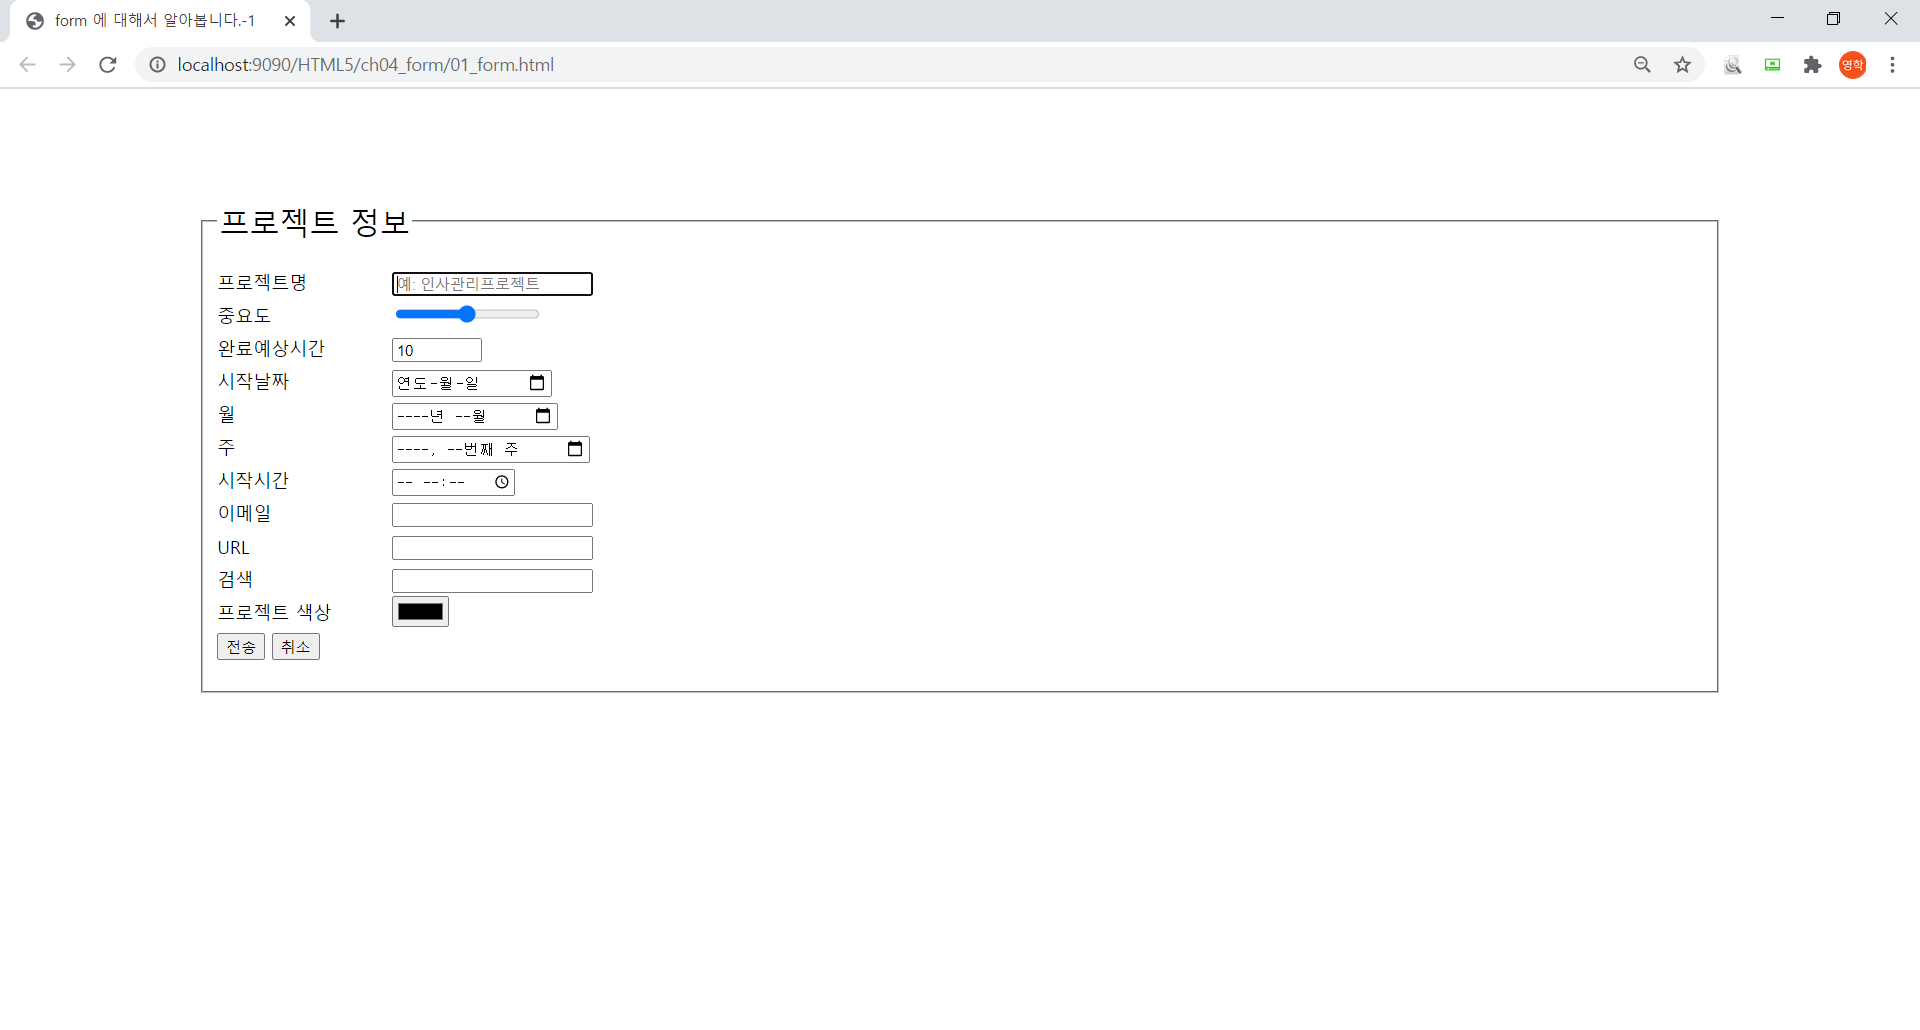 form 에 대해서 알아봅니다.-1
localhost:9090/HTML5/ch04_form/01_form.html
영학
프로젝트 정보
프로젝트명 예: 인사관리프로젝트
중요도
완료예상시간 10
시작날짜 연도-월-일
월 ----년 --월
주 ----, --번째 주
시작시간 -- --:--
이메일
URL
검색
프로젝트 색상
전송 취소